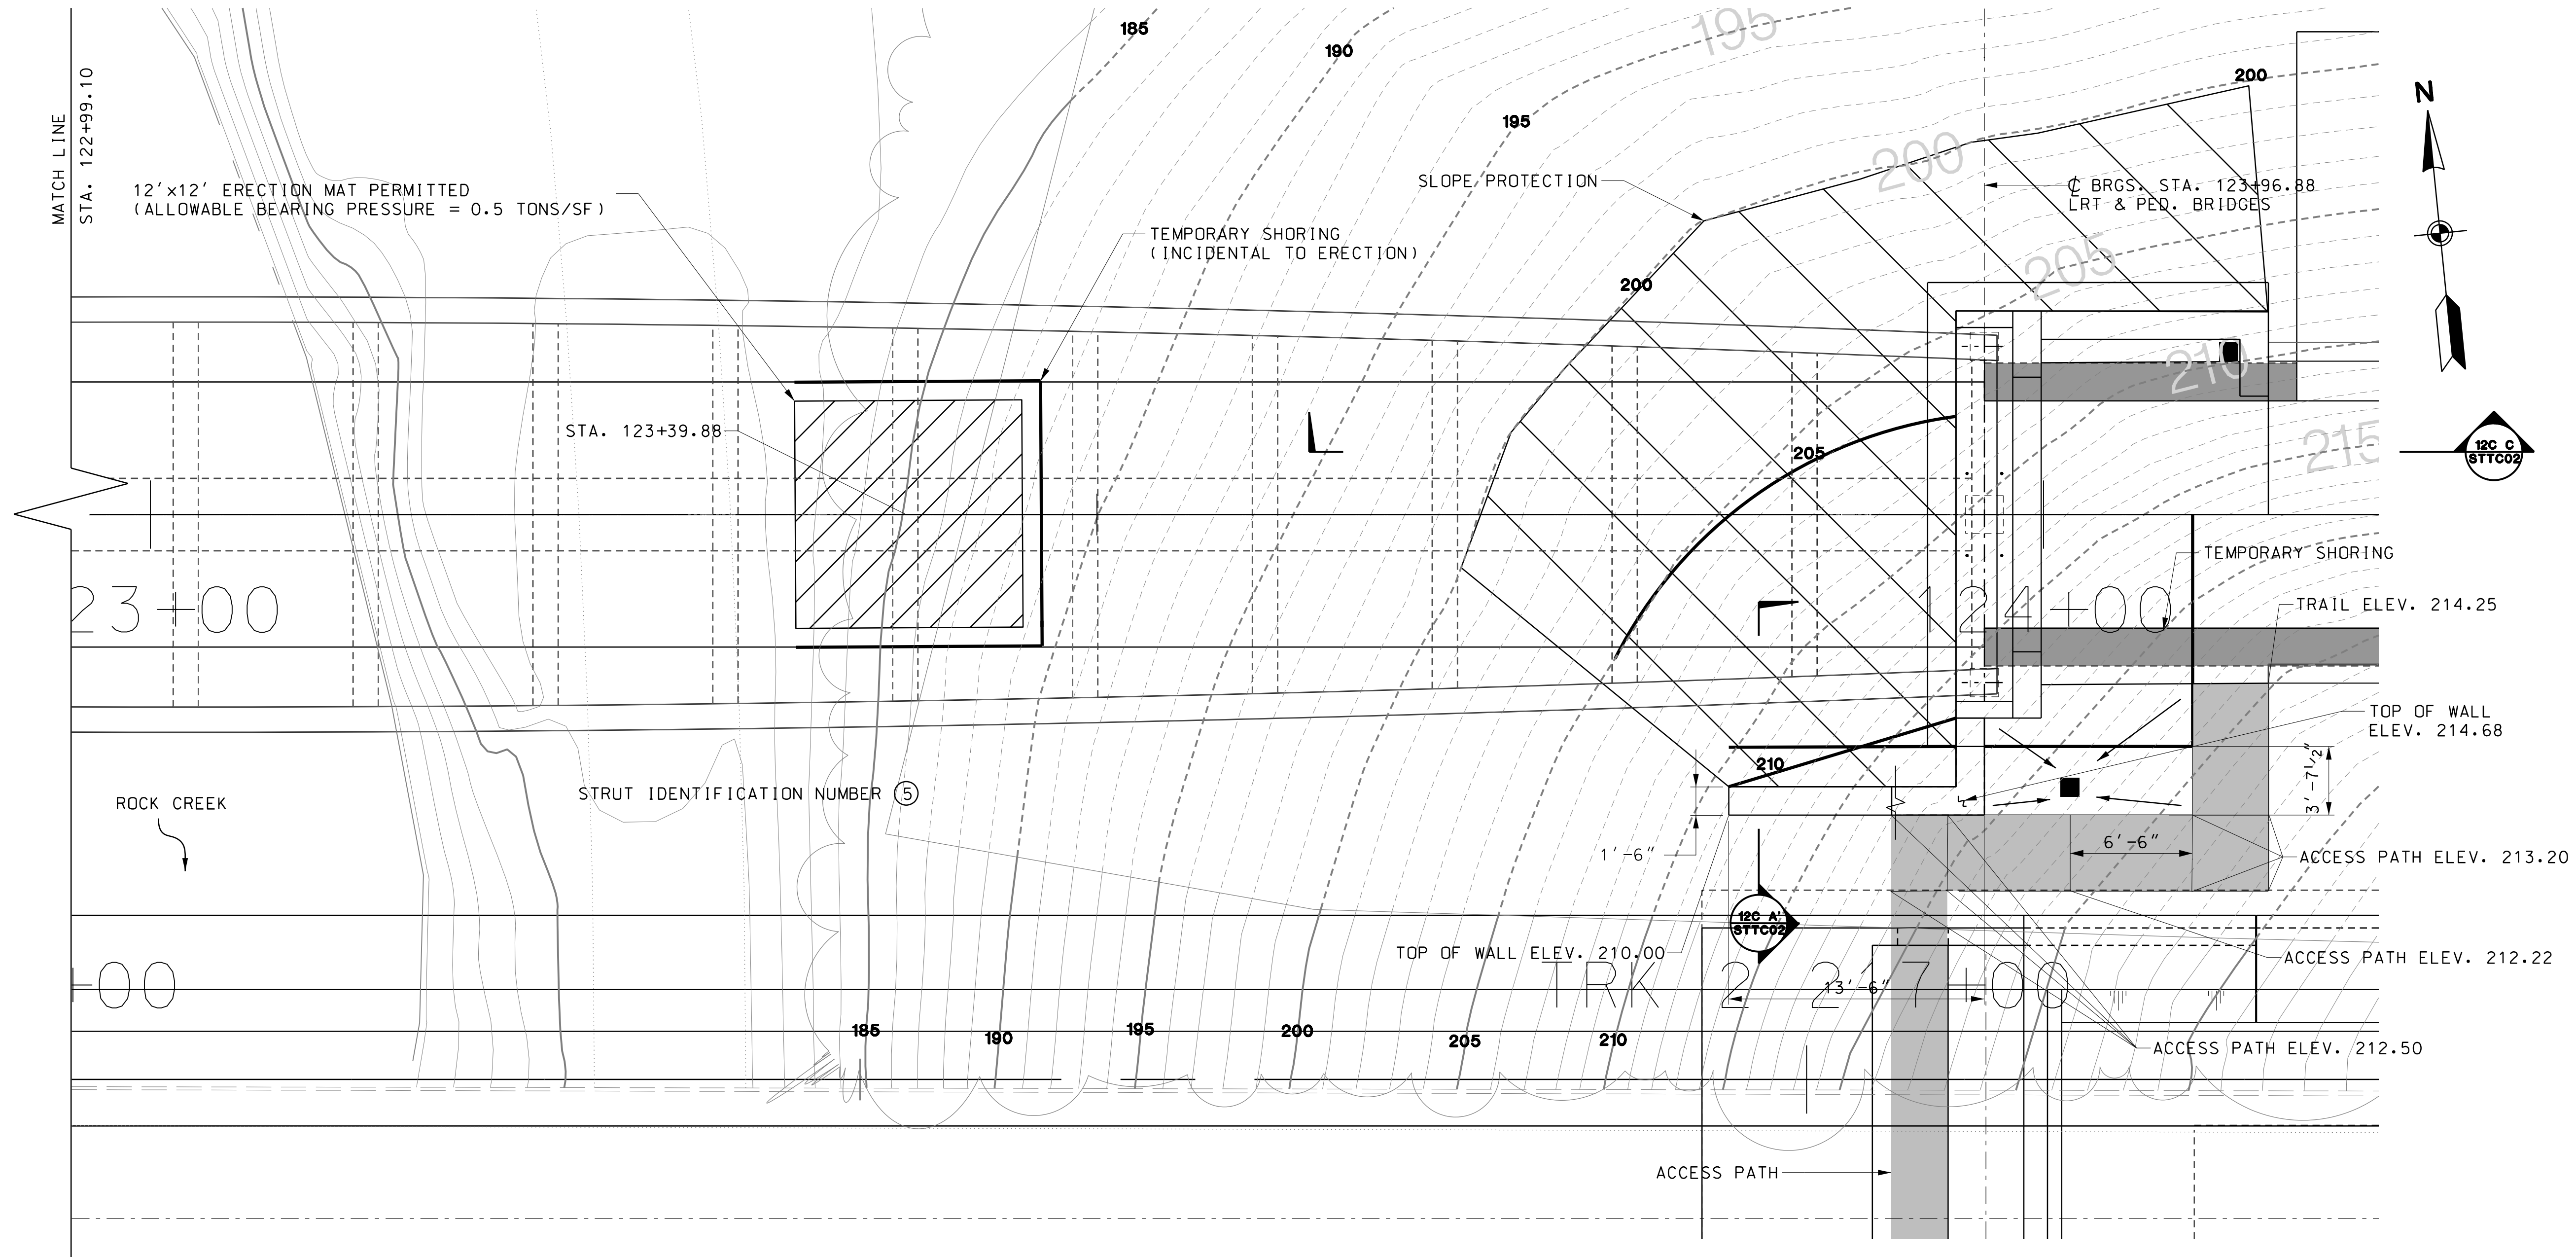 MATCH LINE
STA. 122+99.10
12'x12' ERECTION MAT PERMITTED
(ALLOWABLE BEARING PRESSURE = 0.5 TONS/SF)
185
190
195
195
200
200
200
205
205
210
215
N
TEMPORARY SHORING
(INCIDENTAL TO ERECTION)
SLOPE PROTECTION
℄ BRGS. STA. 123+96.88
LRT & PED. BRIDGES
STA. 123+39.88
12C C
STTC02
23+00
124+00
TEMPORARY SHORING
TRAIL ELEV. 214.25
TOP OF WALL
ELEV. 214.68
3'-7½"
210
STRUT IDENTIFICATION NUMBER 5
ROCK CREEK
1'-6"
6'-6"
ACCESS PATH ELEV. 213.20
12C A'
STTC02
TOP OF WALL ELEV. 210.00
ACCESS PATH ELEV. 212.22
+00
TRK 2 217+00
13'-6"
185
190
195
200
205
210
ACCESS PATH ELEV. 212.50
ACCESS PATH